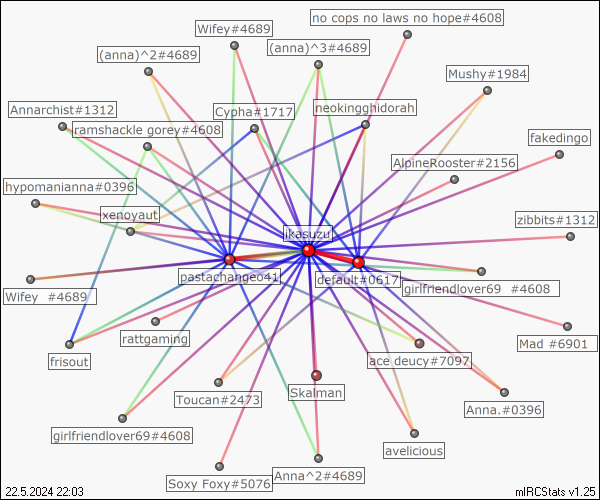 no cops no laws no hope#4608
Wifey#4689
(anna)^2#4689
(anna)^3#4689
Mushy#1984
Annarchist#1312
Cypha#1717
neokingghidorah
ramshackle gorey#4608
fakedingo
AlpineRooster#2156
hypomanianna#0396
xenoyaut
zibbits#1312
jikasuzu
pastachangeo41
default#0617
girlfriendlover69 #4608
Wifey #4689
rattgaming
Mad #6901
frisout
ace deucy#7097
Skalman
Toucan#2473
Anna.#0396
girlfriendlover69#4608
avelicious
Soxy Foxy#5076
Anna^2#4689
22.5.2024 22:03
mIRCStats v1.25